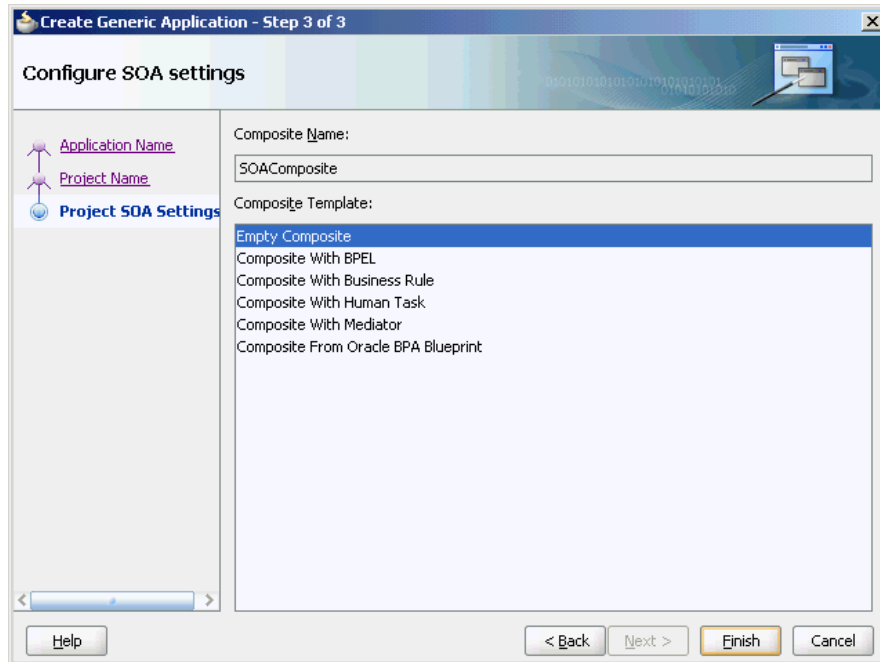 Create Generic Application - Step 3 of 3
Configure SOA settings
Application Name
Project Name
Project SOA Settings
Composite Name:
SOAComposite
Composite Template:
Empty Composite
Composite With BPEL
Composite With Business Rule
Composite With Human Task
Composite With Mediator
Composite From Oracle BPA Blueprint
Help
< Back
Next >
Finish
Cancel